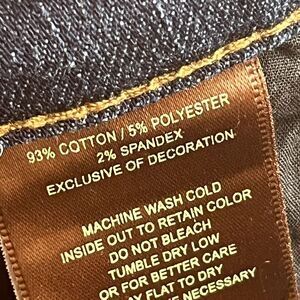 93% COTTON / 5% POLYESTER
2% SPANDEX
EXCLUSIVE OF DECORATION
MACHINE WASH COLD
INSIDE OUT TO RETAIN COLOR
DO NOT BLEACH
TUMBLE DRY LOW
OR FOR BETTER CARE
FLAT TO DRY
NECESSARY